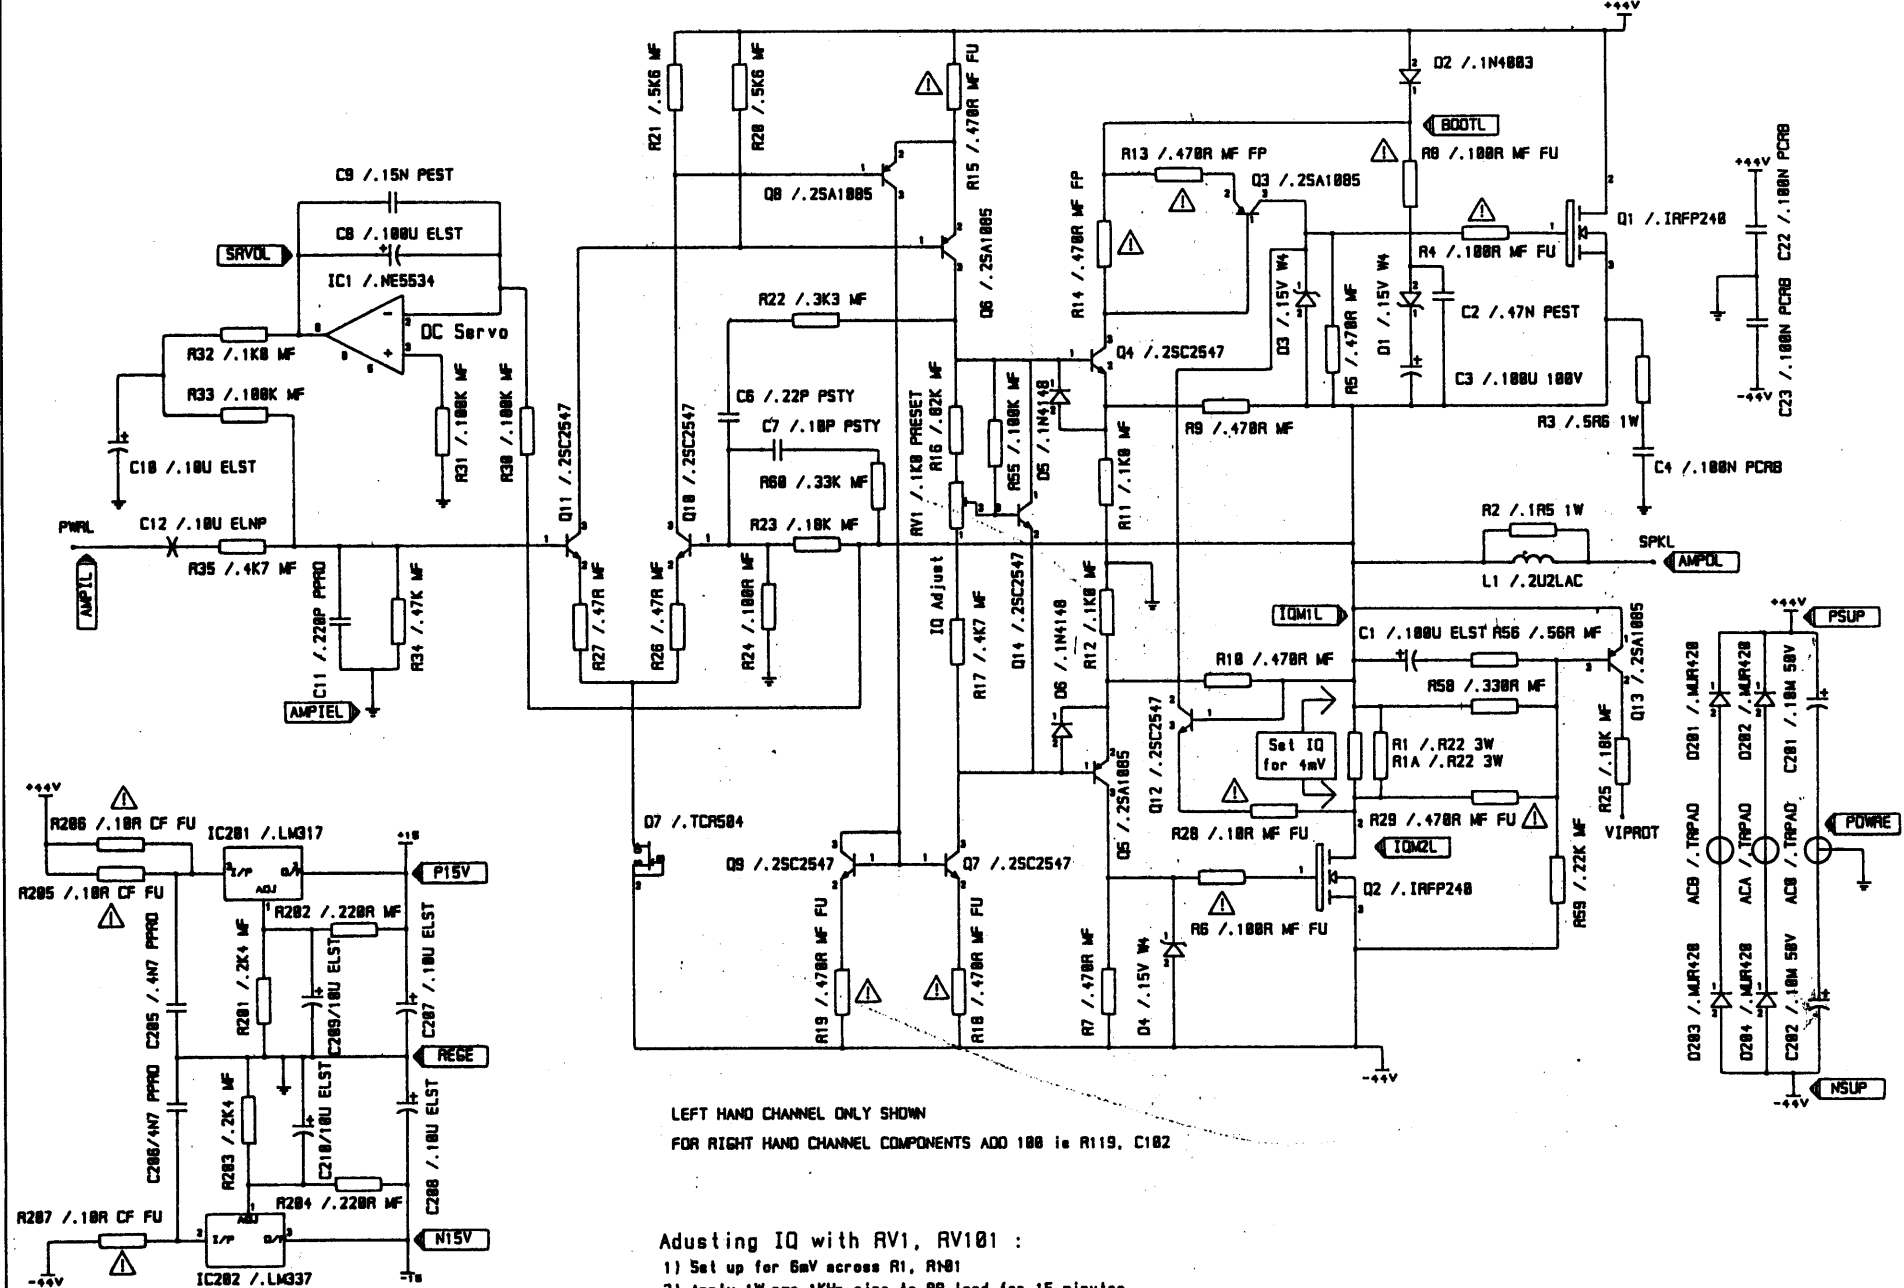 +44V
R21 /.5K6 MF
R20 /.5K6 MF
R15 /.470R MF FU
D2 /.1N4003
BOOTL
R13 /.470R MF FP
R8 /.100R MF FU
Q3 /.2SA1085
Q8 /.2SA1085
R14 /.470R MF FP
Q1 /.IRFP240
R4 /.100R MF FU
+44V
C22 /.100N PCRB
C23 /.100N PCRB
-44V
C9 /.15N PEST
C8 /.100U ELST
SRVOL
IC1 /.NE5534
DC Servo
Q6 /.2SA1085
R22 /.3K3 MF
D3 /.15V W4
R5 /.470R MF
D1 /.15V W4
C2 /.47N PEST
C3 /.100U 100V
R32 /.1K0 MF
R33 /.100K MF
R31 /.100K MF
R30 /.100K MF
C10 /.10U ELST
Q4 /.2SC2547
C6 /.22P PSTY
C7 /.10P PSTY
R60 /.33K MF
R23 /.10K MF
RV1 /.1K0 PRESET
R16 /.82K MF
R55 /.100K MF
D5 /.1N4148
R9 /.470R MF
R11 /.1K0 MF
R3 /.5R6 1W
C4 /.100N PCRB
Q11 /.2SC2547
Q10 /.2SC2547
PWRL
C12 /.10U ELNP
R35 /.4K7 MF
AMPIL
C11 /.220P PPRO
R34 /.47K MF
AMPIEL
R27 /.47R MF
R26 /.47R MF
R24 /.100R MF
IQ Adjust
R17 /.4K7 MF
Q14 /.2SC2547
D6 /.1N4148
R12 /.1K0 MF
R2 /.1R5 1W
SPKL
L1 /.2U2LAC
AMPOL
IQM1L
C1 /.100U ELST
R56 /.56R MF
R10 /.470R MF
R58 /.330R MF
Q13 /.2SA1085
Q12 /.2SC2547
Set IQ
for 4mV
R1 /.R22 3W
R1A /.R22 3W
R25 /.18K MF
VIPROT
R28 /.10R MF FU
R29 /.470R MF FU
+44V
PSUP
D201 /.MUR420
D202 /.MUR420
C201 /.10M 50V
ACB /.TRPAD
ACA /.TRPAD
AC0 /.TRPAD
POWRE
D203 /.MUR420
D204 /.MUR420
C202 /.10M 50V
-44V
NSUP
D7 /.TCR504
Q9 /.2SC2547
Q7 /.2SC2547
Q5 /.2SA1085
IQM2L
Q2 /.IRFP240
R6 /.100R MF FU
R59 /.22K MF
R19 /.470R MF FU
R18 /.470R MF FU
R7 /.470R MF
D4 /.15V W4
-44V
+44V
R206 /.10R CF FU
R205 /.10R CF FU
IC201 /.LM317
I/P
O/P
ADJ
+15
P15V
R202 /.220R MF
C205 /.4N7 PPRO
R201 /.2K4 MF
C209/10U ELST
C207 /.10U ELST
REGE
C206/4N7 PPRO
R203 /.2K4 MF
C210/10U ELST
C208 /.10U ELST
R204 /.220R MF
R207 /.10R CF FU
-44V
ADJ
I/P
O/P
IC202 /.LM337
N15V
-15
LEFT HAND CHANNEL ONLY SHOWN
FOR RIGHT HAND CHANNEL COMPONENTS ADD 100 ie R119, C102
Adusting IQ with RV1, RV101 :
1) Set up for 6mV across R1, R101